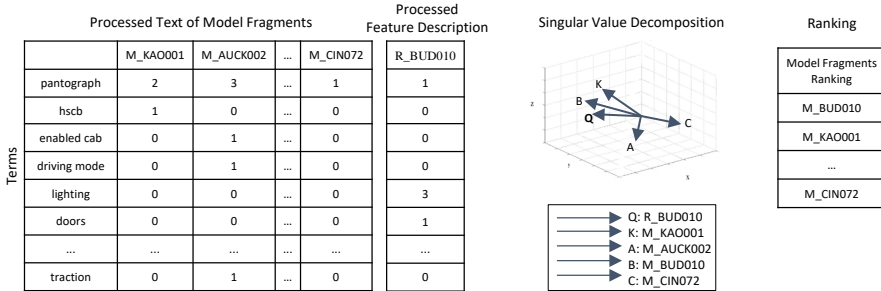 Processed Text of Model Fragments
Processed
Feature Description
Singular Value Decomposition
Ranking
M_KAO001 M_AUCK002 ... M_CIN072 R_BUD010
pantograph 2 3 ... 1 1
hscb 1 0 ... 0 0
enabled cab 0 1 ... 0 0
driving mode 0 1 ... 0 0
lighting 0 0 ... 0 3
doors 0 0 ... 0 1
... ... ... ... ... ...
traction 0 1 ... 0 0
Terms
K
B
Q
A
C
z
x
Q: R_BUD010
K: M_KAO001
A: M_AUCK002
B: M_BUD010
C: M_CIN072
Model Fragments
Ranking
M_BUD010
M_KAO001
...
M_CIN072